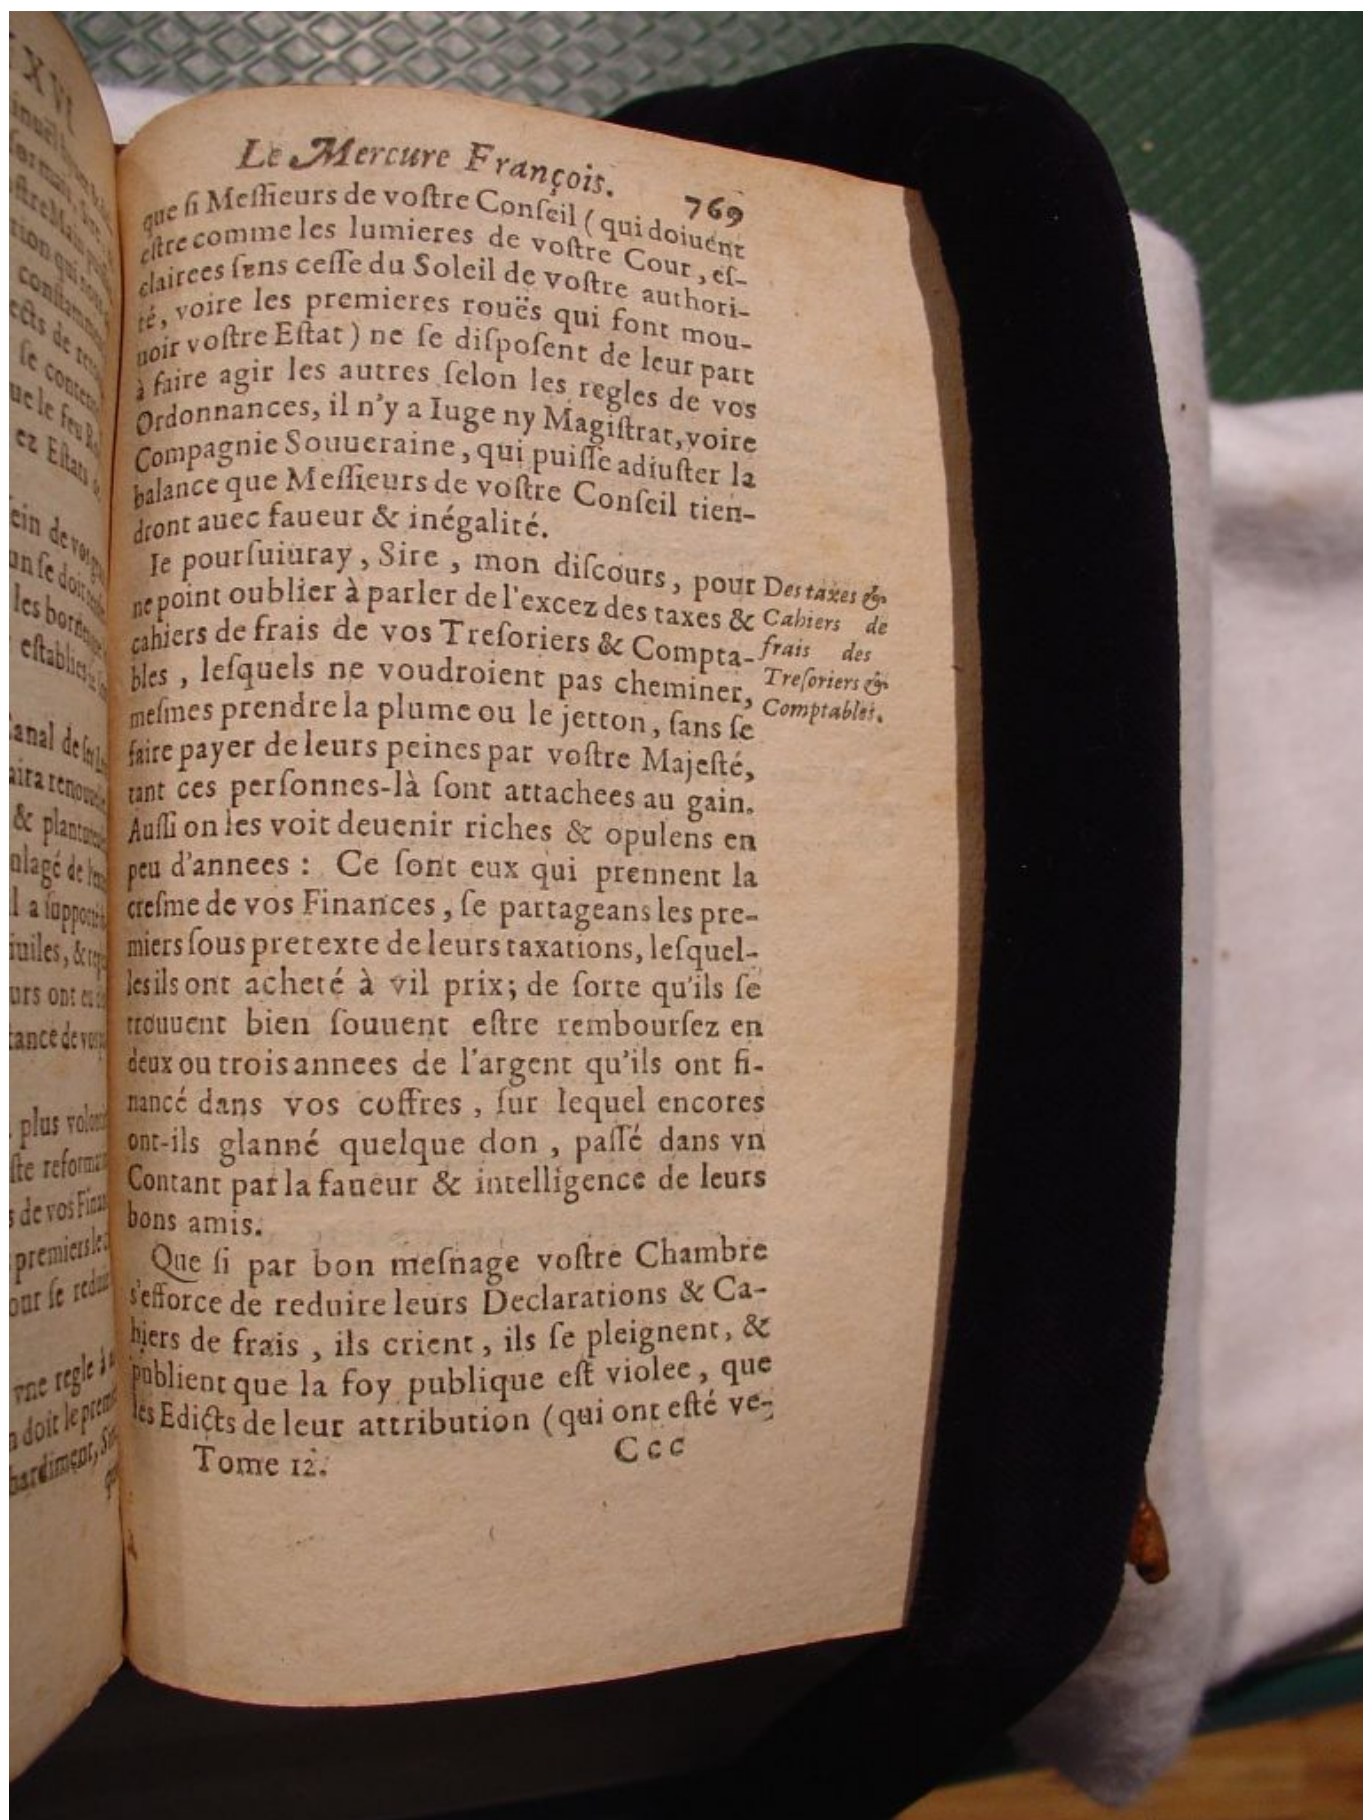 Le Mercure François. 769
que ſi Meſſieurs de voſtre Conſeil (qui doiuent
eſtre comme les lumieres de voſtre Cour, eſ-
clairees ſens ceſſe du Soleil de voſtre authori-
té, voire les premieres rouës qui font mou-
uoir voſtre Eſtat) ne ſe diſpoſent de leur part
à faire agir les autres ſelon les regles de vos
Ordonnances, il n'y a Iuge ny Magiſtrat, voire
Compagnie Souueraine, qui puiſſe adiuſter la
balance que Meſſieurs de voſtre Conſeil tien-
dront auec faueur & inégalité.
Ie pourſuiuray, Sire, mon diſcours, pour
ne point oublier à parler de l'excez des taxes &
cahiers de frais de vos Treſoriers & Compta-
bles, leſquels ne voudroient pas cheminer,
meſmes prendre la plume ou le jetton, ſans ſe
faire payer de leurs peines par voſtre Majeſté,
tant ces perſonnes-là ſont attachees au gain.
Auſſi on les voit deuenir riches & opulens en
peu d'annees : Ce ſont eux qui prennent la
creſme de vos Finances, ſe partageans les pre-
miers ſous pretexte de leurs taxations, leſquel-
les ils ont acheté à vil prix; de ſorte qu'ils ſe
trouuent bien ſouuent eſtre rembourſez en
deux ou trois annees de l'argent qu'ils ont fi-
nancé dans vos coffres, ſur lequel encores
ont-ils glanné quelque don, paſſé dans vn
Contant par la faueur & intelligence de leurs
bons amis.
Que ſi par bon meſnage voſtre Chambre
s'efforce de reduire leurs Declarations & Ca-
hiers de frais, ils crient, ils ſe pleignent, &
publient que la foy publique eſt violee, que
les Edicts de leur attribution (qui ont eſté ve-
Tome 12. Ccc
Des taxes &
Cahiers de
frais des
Treſoriers &
Comptables.